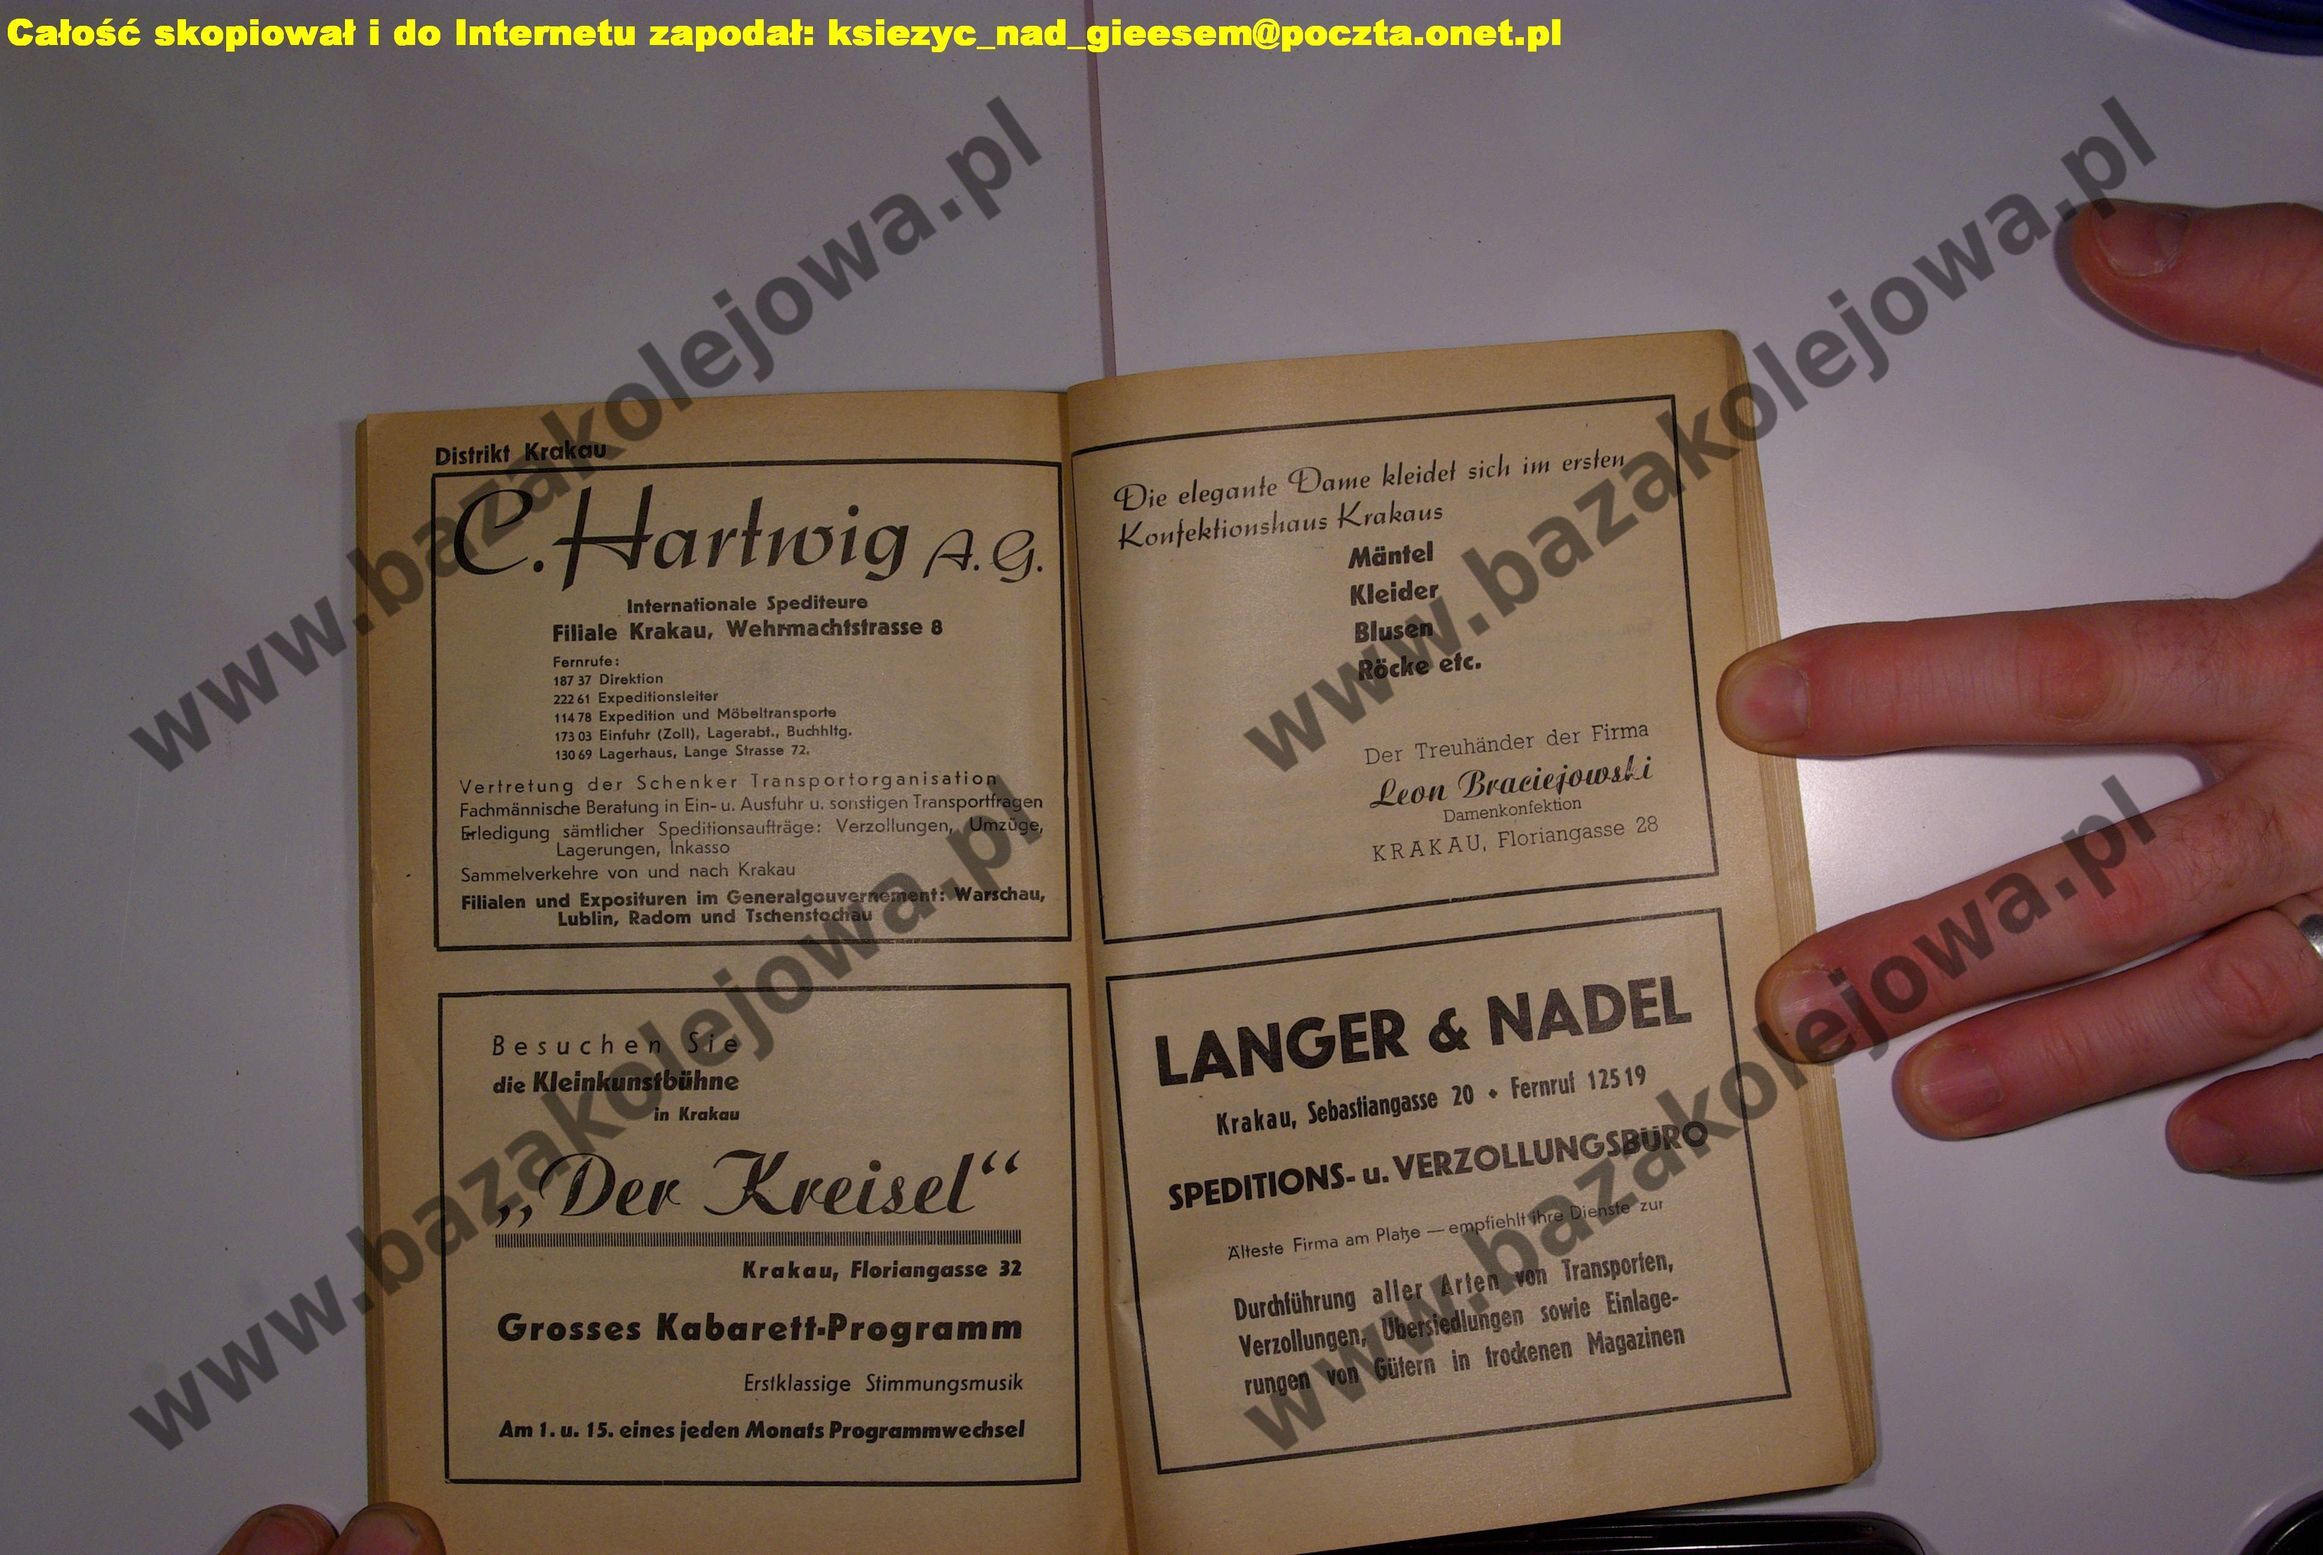 Całość skopiował i do Internetu zapodał: ksiezyc_nad_gieesem@poczta.onet.pl
www.bazakolejowa.pl
www.bazakolejowa.pl
www.bazakolejowa.pl
www.bazakolejowa.pl
Distrikt Krakau
C. Hartwig A. G.
Internationale Spediteure
Filiale Krakau, Wehrmachtstrasse 8
Fernrufe:
187 37 Direktion
222 61 Expeditionsleiter
114 78 Expedition und Möbeltransporte
173 03 Einfuhr (Zoll), Lagerabt., Buchhltg.
130 69 Lagerhaus, Lange Strasse 72.
Vertretung der Schenker Transportorganisation
Fachmännische Beratung in Ein- u. Ausfuhr u. sonstigen Transportfragen
Erledigung sämtlicher Speditionsaufträge: Verzollungen, Umzüge,
Lagerungen, Inkasso
Sammelverkehre von und nach Krakau
Filialen und Exposituren im Generalgouvernement: Warschau,
Lublin, Radom und Tschenstochau
Besuchen Sie
die Kleinkunstbühne
in Krakau
„Der Kreisel“
Krakau, Floriangasse 32
Grosses Kabarett-Programm
Erstklassige Stimmungsmusik
Am 1. u. 15. eines jeden Monats Programmwechsel
Die elegante Dame kleidet sich im ersten
Konfektionshaus Krakaus
Mäntel
Kleider
Blusen
Röcke etc.
Der Treuhänder der Firma
Leon Braciejowski
Damenkonfektion
KRAKAU, Floriangasse 28
LANGER & NADEL
Krakau, Sebastiangasse 20 • Fernruf 125 19
SPEDITIONS- u. VERZOLLUNGSBÜRO
Älteste Firma am Platze — empfiehlt ihre Dienste zur
Durchführung aller Arten von Transporten,
Verzollungen, Übersiedlungen sowie Einlage-
rungen von Gütern in trockenen Magazinen